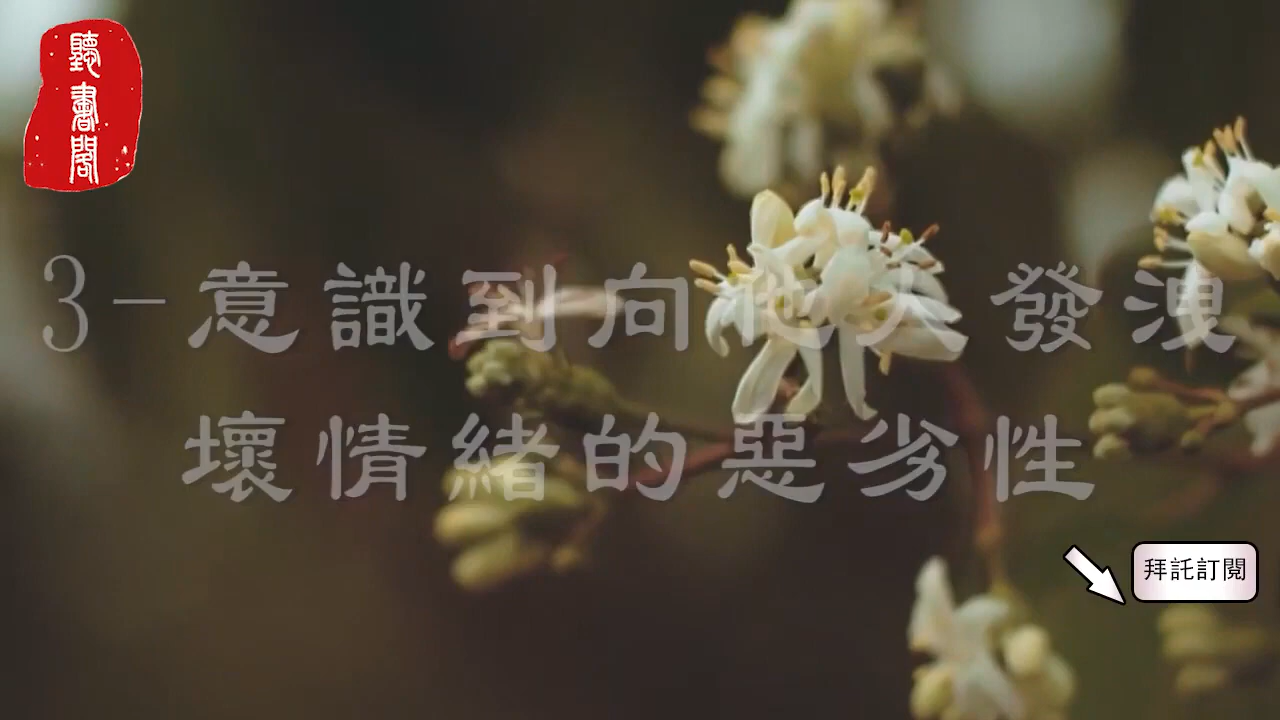 聽書閣
3-意識到向他人發洩
壞情緒的惡劣性
拜託訂閱